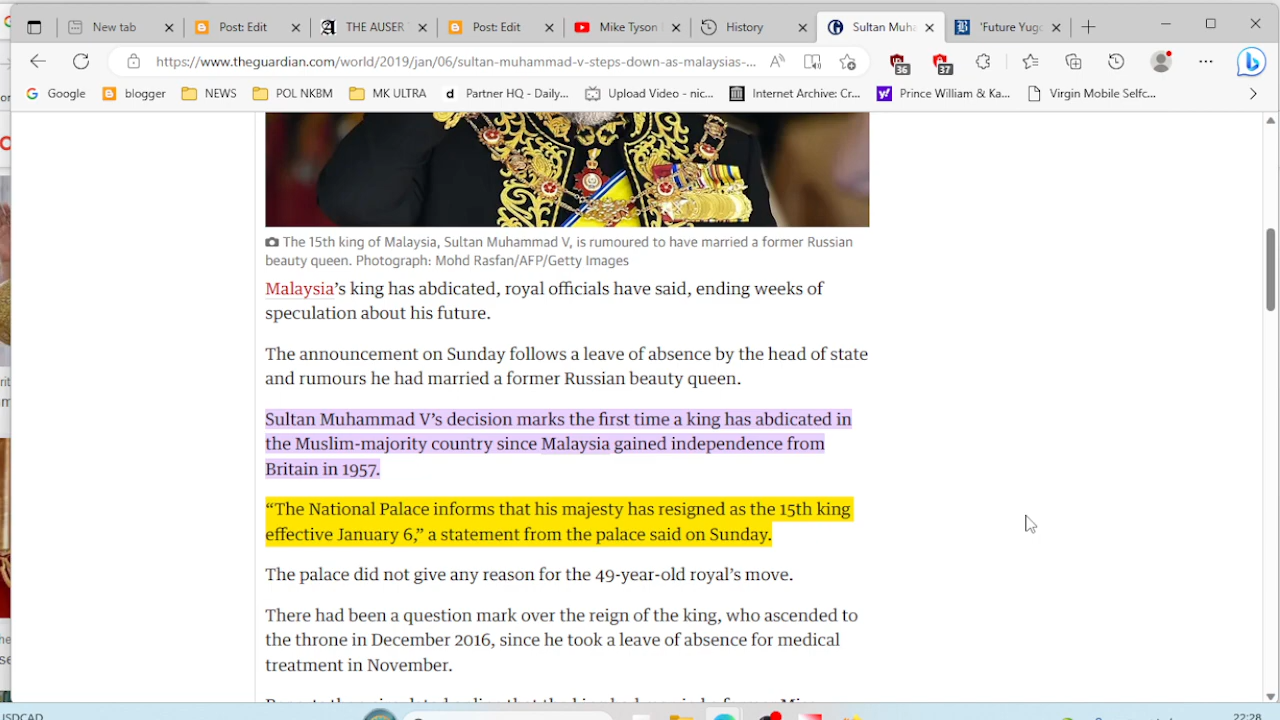 New tab
Post: Edit
THE AUSER
Post: Edit
Mike Tyson
History
Sultan Muha
'Future Yugo
https://www.theguardian.com/world/2019/jan/06/sultan-muhammad-v-steps-down-as-malaysias-...
36
37
Google
blogger
NEWS
POL NKBM
MK ULTRA
Partner HQ - Daily...
Upload Video - nic...
Internet Archive: Cr...
Prince William & Ka...
Virgin Mobile Selfc...
The 15th king of Malaysia, Sultan Muhammad V, is rumoured to have married a former Russian
beauty queen. Photograph: Mohd Rasfan/AFP/Getty Images
Malaysia's king has abdicated, royal officials have said, ending weeks of
speculation about his future.
The announcement on Sunday follows a leave of absence by the head of state
and rumours he had married a former Russian beauty queen.
Sultan Muhammad V's decision marks the first time a king has abdicated in
the Muslim-majority country since Malaysia gained independence from
Britain in 1957.
“The National Palace informs that his majesty has resigned as the 15th king
effective January 6,” a statement from the palace said on Sunday.
The palace did not give any reason for the 49-year-old royal's move.
There had been a question mark over the reign of the king, who ascended to
the throne in December 2016, since he took a leave of absence for medical
treatment in November.
USDCAD
22:28